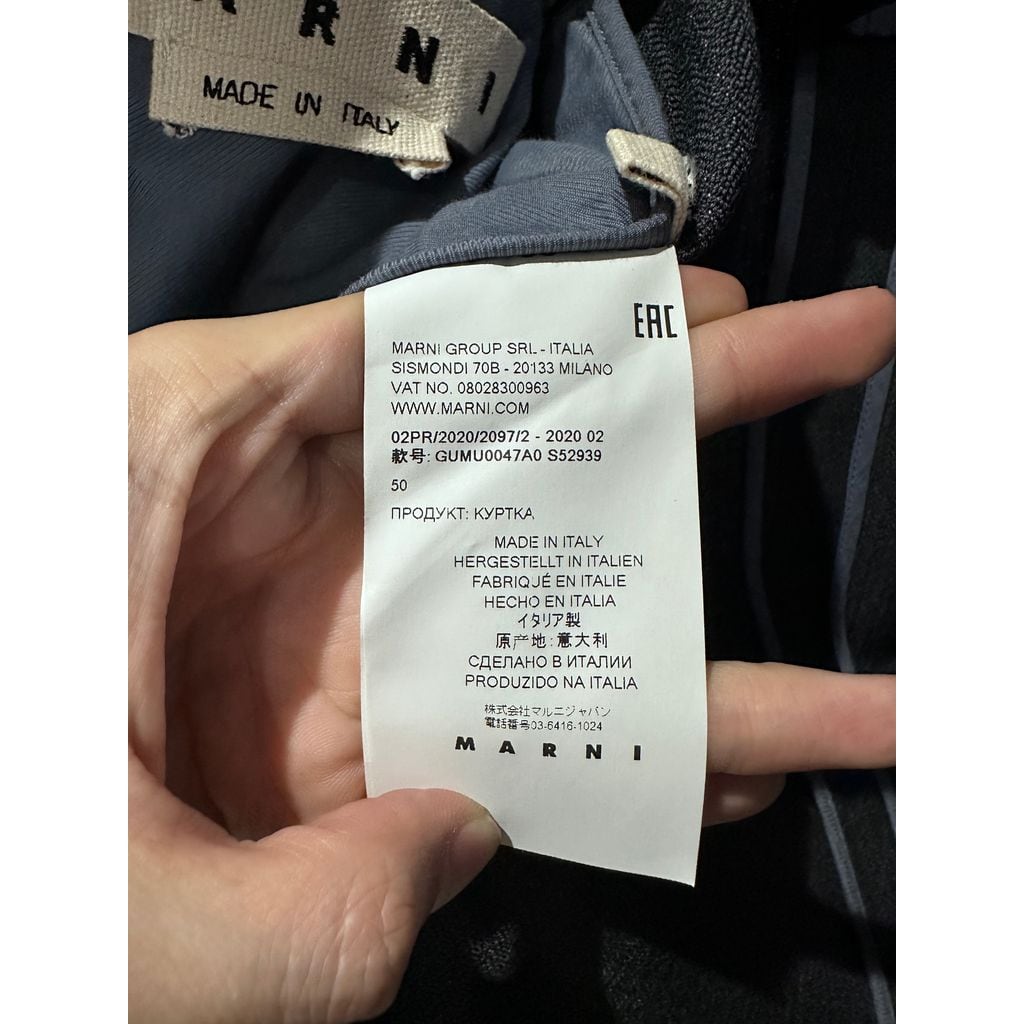 RNI
MADE IN ITALY
EAC
MARNI GROUP SRL - ITALIA
SISMONDI 70B - 20133 MILANO
VAT NO. 08028300963
WWW.MARNI.COM
02PR/2020/2097/2 - 2020 02
款号: GUMU0047A0 S52939
50
ПРОДУКТ: КУРТКА
MADE IN ITALY
HERGESTELLT IN ITALIEN
FABRIQUÉ EN ITALIE
HECHO EN ITALIA
イタリア製
原产地: 意大利
СДЕЛАНО В ИТАЛИИ
PRODUZIDO NA ITALIA
株式会社マルニジャパン
電話番号03-6416-1024
MARNI